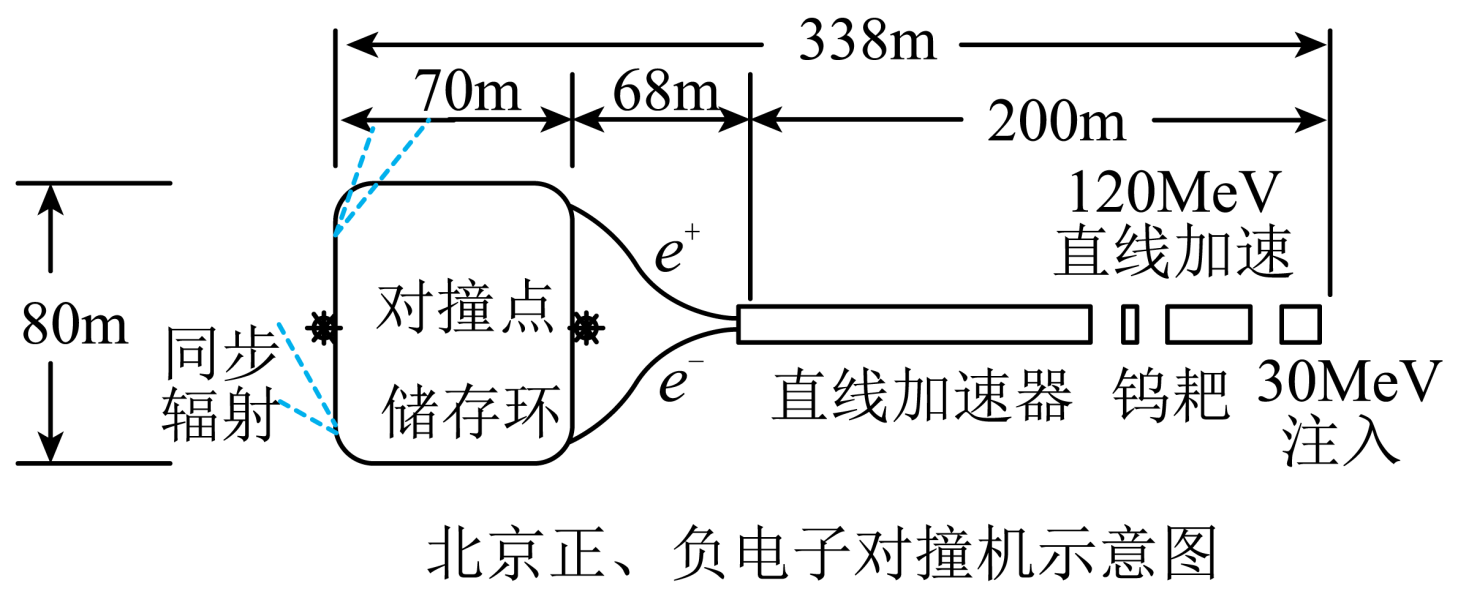 338m
70m
68m
200m
120MeV
直线加速
e⁺
80m
对撞点
同步
辐射
储存环
e⁻
直线加速器
钨耙
30MeV
注入
北京正、负电子对撞机示意图